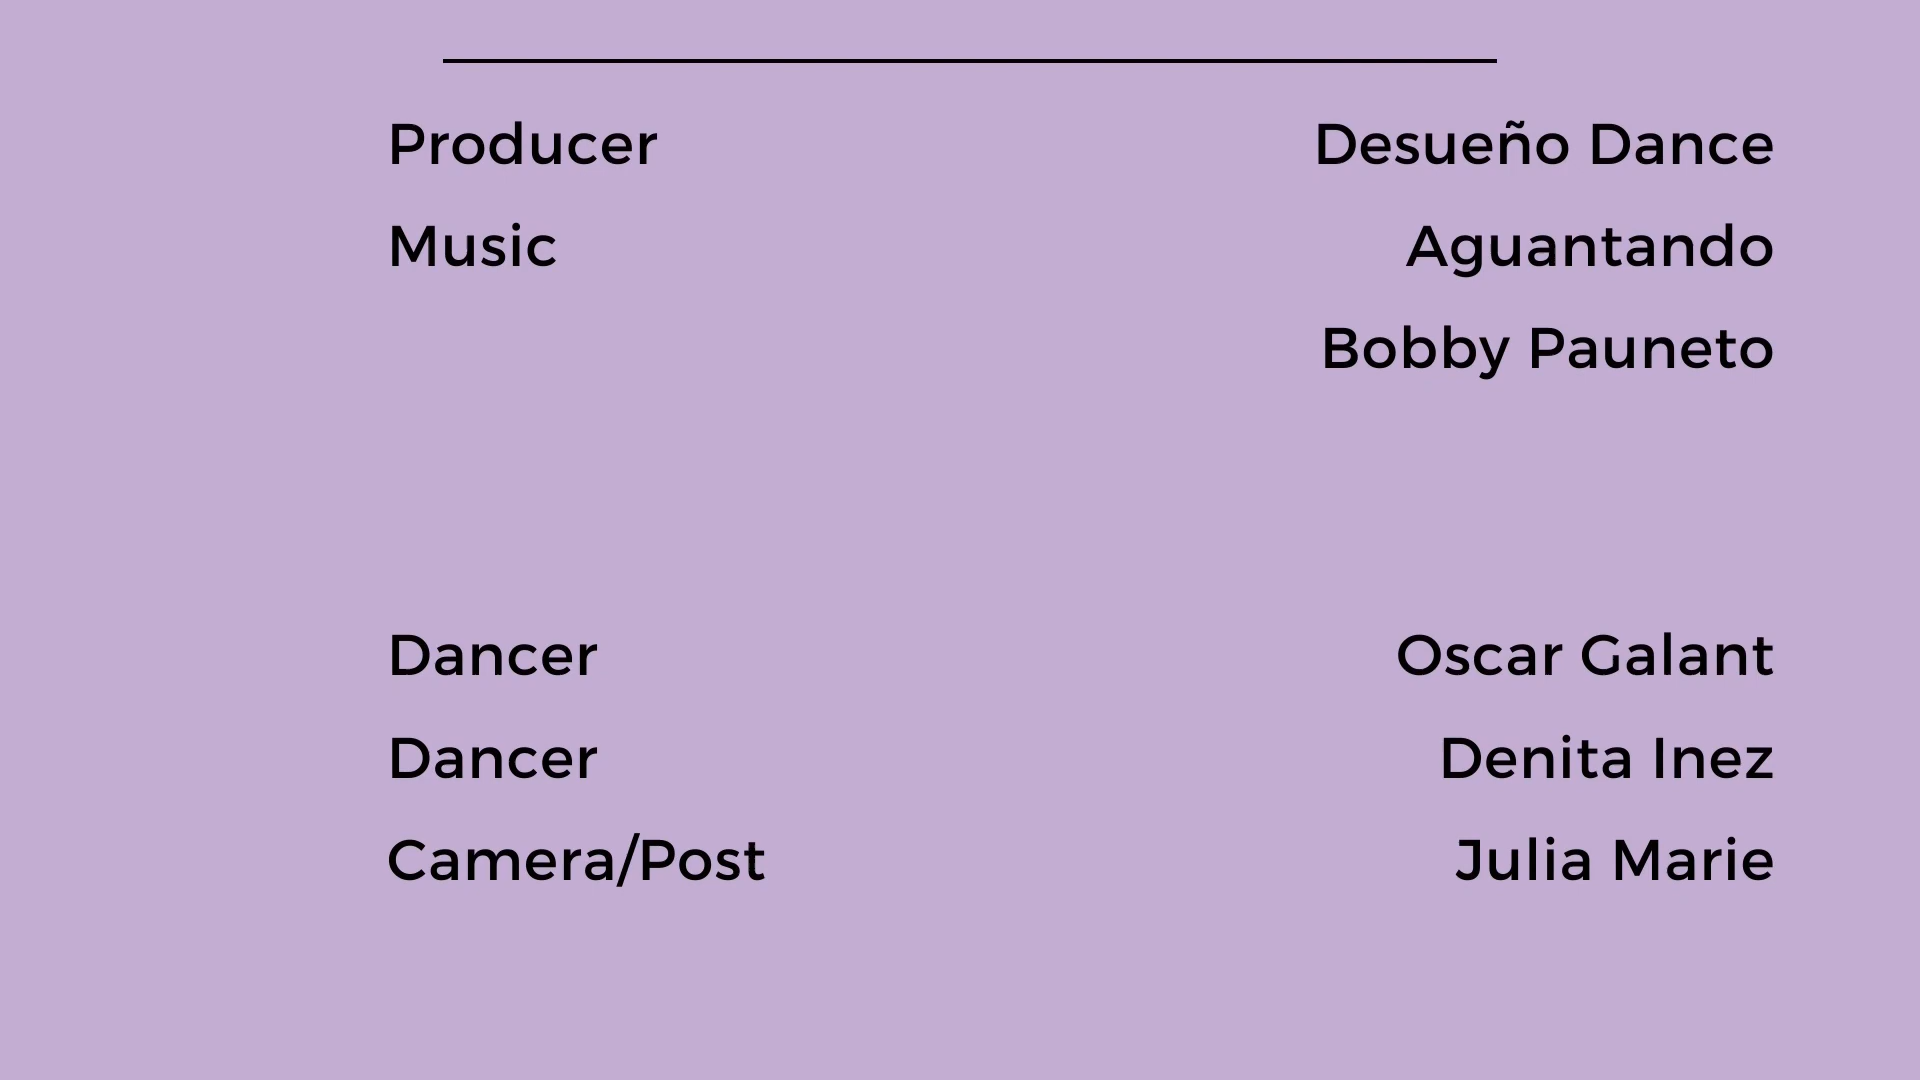 Producer Desueño Dance
Music Aguantando
Bobby Pauneto
Dancer Oscar Galant
Dancer Denita Inez
Camera/Post Julia Marie